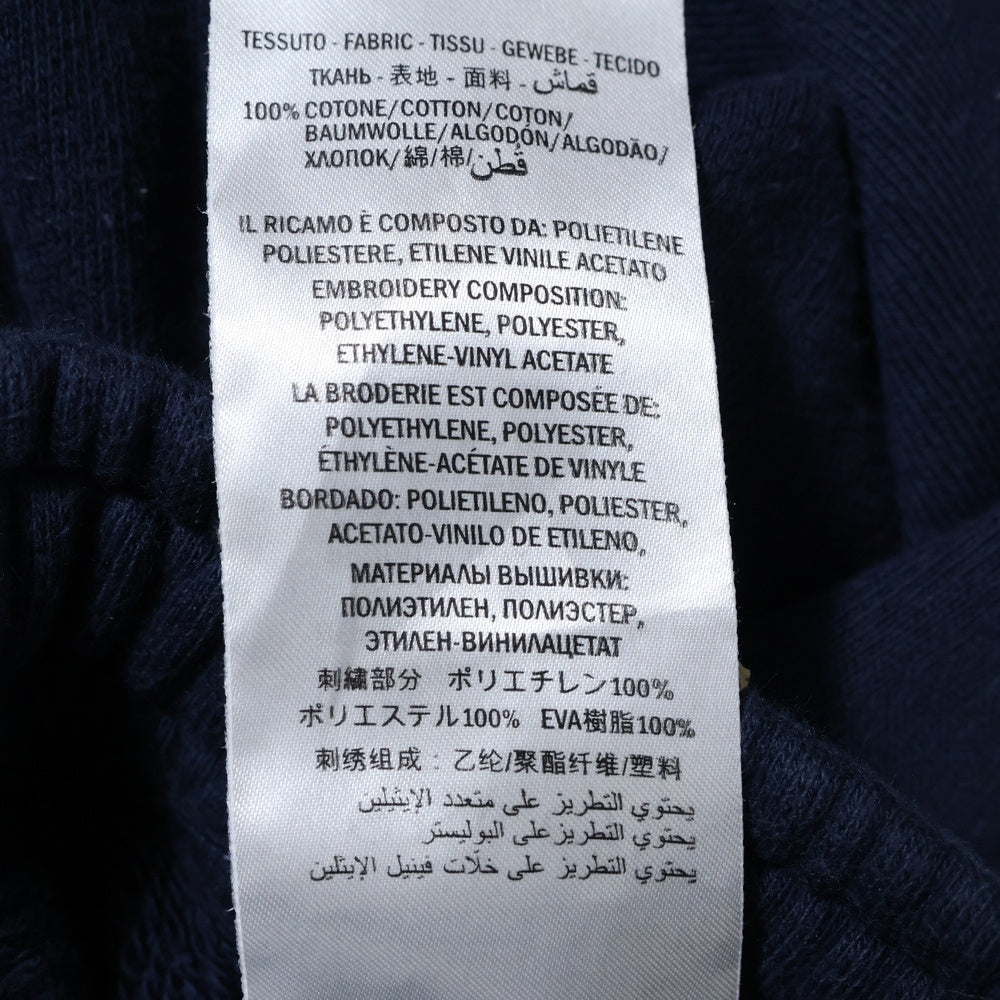 TESSUTO - FABRIC - TISSU - GEWEBE - TECIDO
ТКАНЬ - 表地 - 面料 - قماش
100% COTONE/COTTON/COTON/
BAUMWOLLE/ALGODÓN/ALGODÃO/
ХЛОПОК/綿/棉/قُطن
IL RICAMO È COMPOSTO DA: POLIETILENE
POLIESTERE, ETILENE VINILE ACETATO
EMBROIDERY COMPOSITION:
POLYETHYLENE, POLYESTER,
ETHYLENE-VINYL ACETATE
LA BRODERIE EST COMPOSÉE DE:
POLYETHYLENE, POLYESTER,
ÉTHYLÈNE-ACÉTATE DE VINYLE
BORDADO: POLIETILENO, POLIESTER,
ACETATO-VINILO DE ETILENO,
МАТЕРИАЛЫ ВЫШИВКИ:
ПОЛИЭТИЛЕН, ПОЛИЭСТЕР,
ЭТИЛЕН-ВИНИЛАЦЕТАТ
刺繍部分 ポリエチレン100%
ポリエステル100% EVA樹脂100%
刺绣组成：乙纶/聚酯纤维/塑料
يحتوي التطريز على متعدد الإيثيلين
يحتوي التطريز على البوليستر
يحتوي التطريز على خلّات فينيل الإيثلين